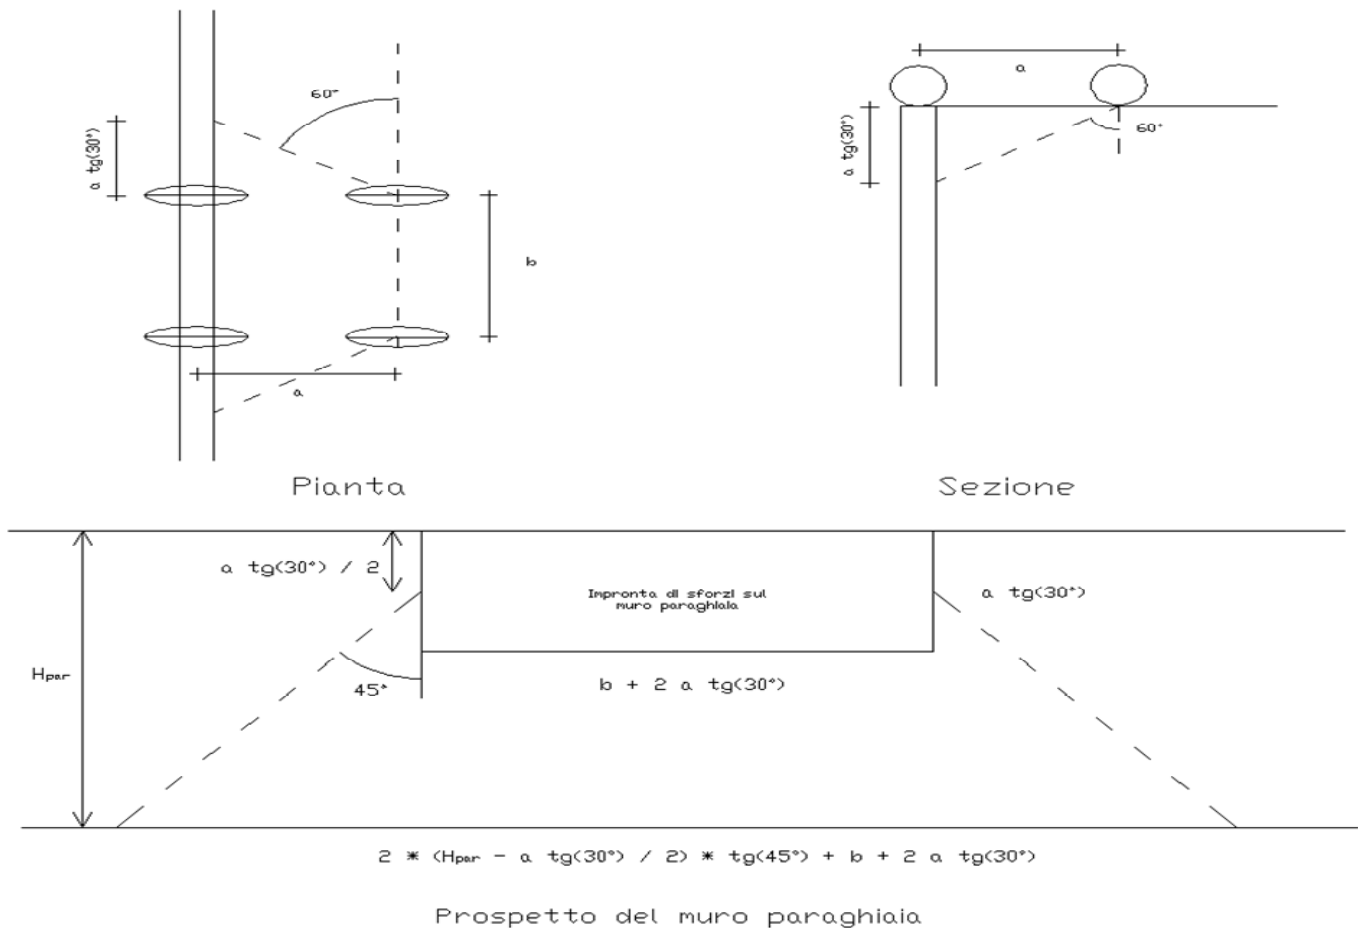 60°
a tg(30°)
b
a
Pianta
a
a tg(30°)
60°
Sezione
a tg(30°) / 2
Impronta di sforzi sul
muro paraghiaia
a tg(30°)
Hpar
45°
b + 2 a tg(30°)
2 * (Hpar - a tg(30°) / 2) * tg(45°) + b + 2 a tg(30°)
Prospetto del muro paraghiaia